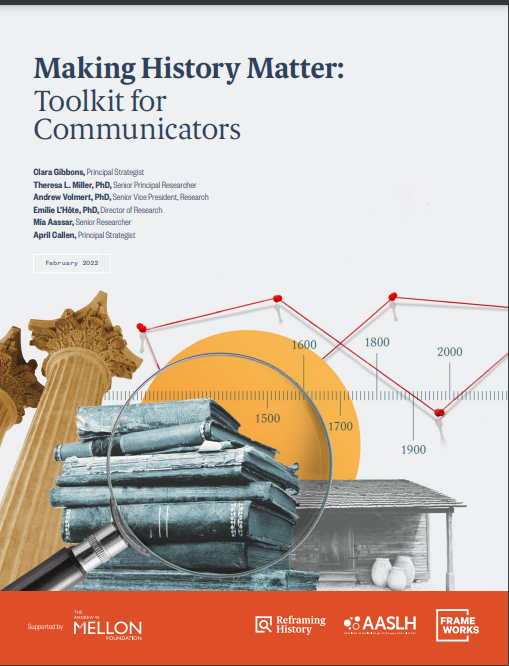 Making History Matter:
Toolkit for
Communicators
Clara Gibbons, Principal Strategist
Theresa L. Miller, PhD, Senior Principal Researcher
Andrew Volmert, PhD, Senior Vice President, Research
Emilie L'Hôte, PhD, Director of Research
Mia Aassar, Senior Researcher
April Callen, Principal Strategist
February 2022
1600
1800
2000
1500
1700
1900
Supported by
THE
ANDREW W.
MELLON
FOUNDATION
Reframing
History
AASLH
FRAME
WORKS